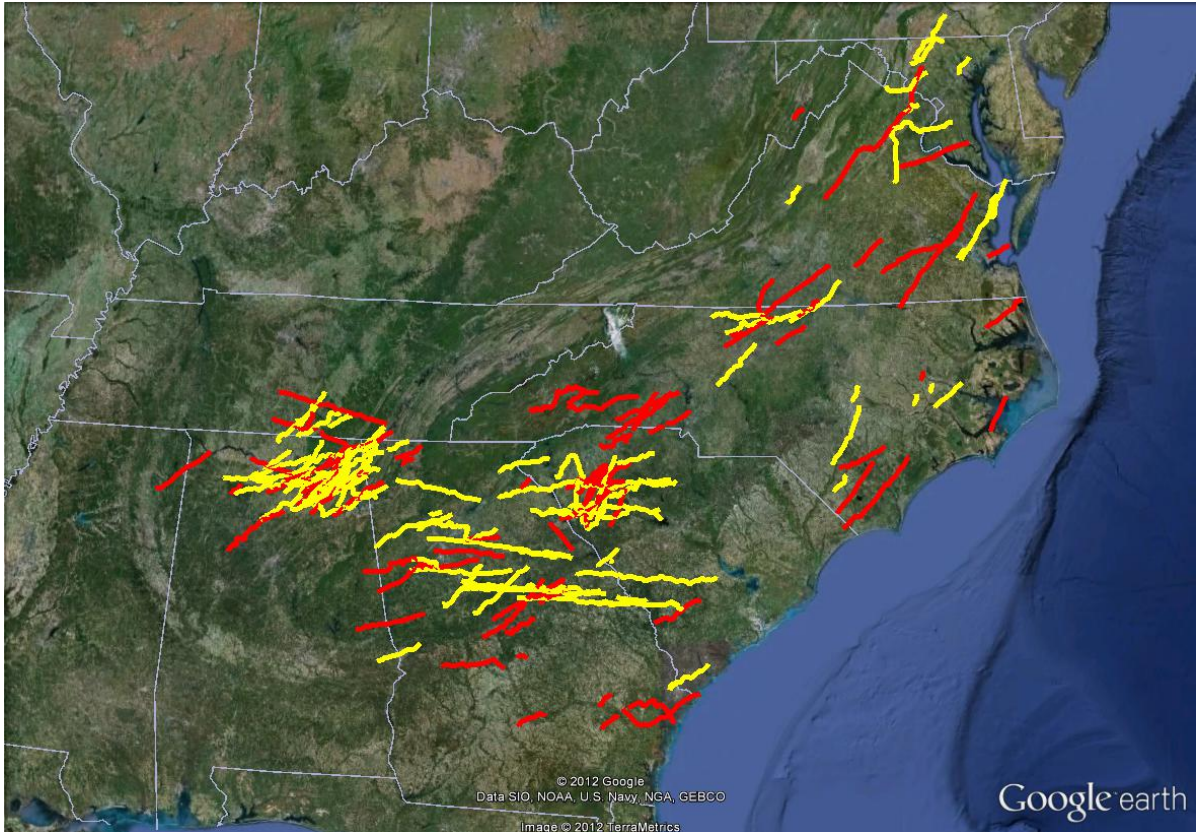 © 2012 Google
Data SIO, NOAA, U.S. Navy, NGA, GEBCO
Image © 2012 TerraMetrics
Google earth